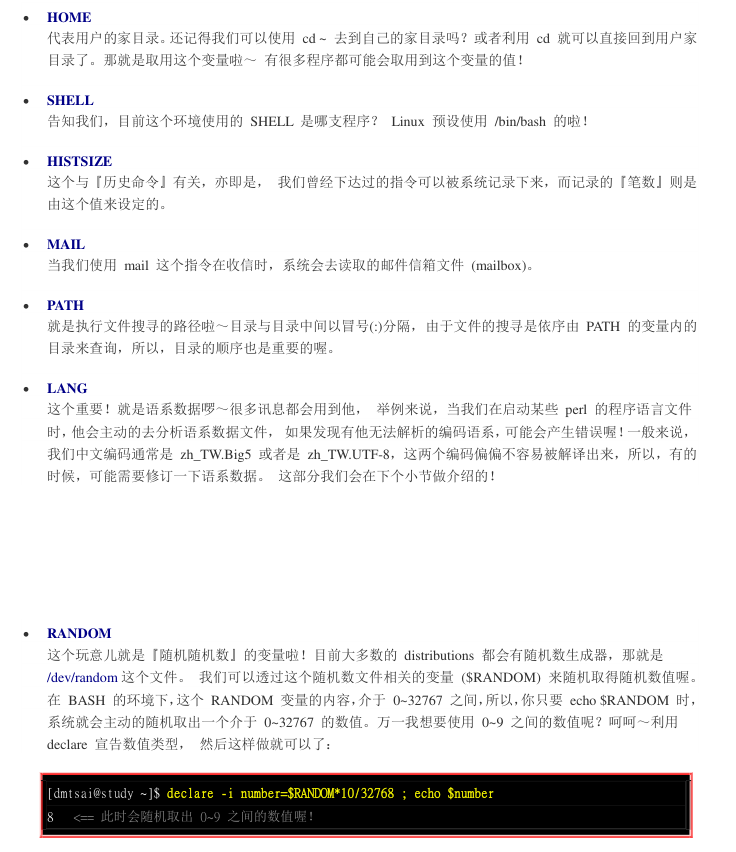 HOME
代表用户的家目录。还记得我们可以使用 cd ~ 去到自己的家目录吗？或者利用 cd 就可以直接回到用户家
目录了。那就是取用这个变量啦～ 有很多程序都可能会取用到这个变量的值！
SHELL
告知我们，目前这个环境使用的 SHELL 是哪支程序？ Linux 预设使用 /bin/bash 的啦！
HISTSIZE
这个与『历史命令』有关，亦即是， 我们曾经下达过的指令可以被系统记录下来，而记录的『笔数』则是
由这个值来设定的。
MAIL
当我们使用 mail 这个指令在收信时，系统会去读取的邮件信箱文件 (mailbox)。
PATH
就是执行文件搜寻的路径啦～目录与目录中间以冒号(:)分隔，由于文件的搜寻是依序由 PATH 的变量内的
目录来查询，所以，目录的顺序也是重要的喔。
LANG
这个重要！就是语系数据啰～很多讯息都会用到他， 举例来说，当我们在启动某些 perl 的程序语言文件
时，他会主动的去分析语系数据文件， 如果发现有他无法解析的编码语系，可能会产生错误喔！一般来说，
我们中文编码通常是 zh_TW.Big5 或者是 zh_TW.UTF-8，这两个编码偏偏不容易被解译出来，所以，有的
时候，可能需要修订一下语系数据。 这部分我们会在下个小节做介绍的！
RANDOM
这个玩意儿就是『随机随机数』的变量啦！目前大多数的 distributions 都会有随机数生成器，那就是
/dev/random 这个文件。 我们可以透过这个随机数文件相关的变量 ($RANDOM) 来随机取得随机数值喔。
在 BASH 的环境下，这个 RANDOM 变量的内容，介于 0~32767 之间，所以，你只要 echo $RANDOM 时，
系统就会主动的随机取出一个介于 0~32767 的数值。万一我想要使用 0~9 之间的数值呢？呵呵～利用
declare 宣告数值类型， 然后这样做就可以了：
[dmtsai@study ~]$ declare -i number=$RANDOM*10/32768 ; echo $number
8 <== 此时会随机取出 0~9 之间的数值喔！